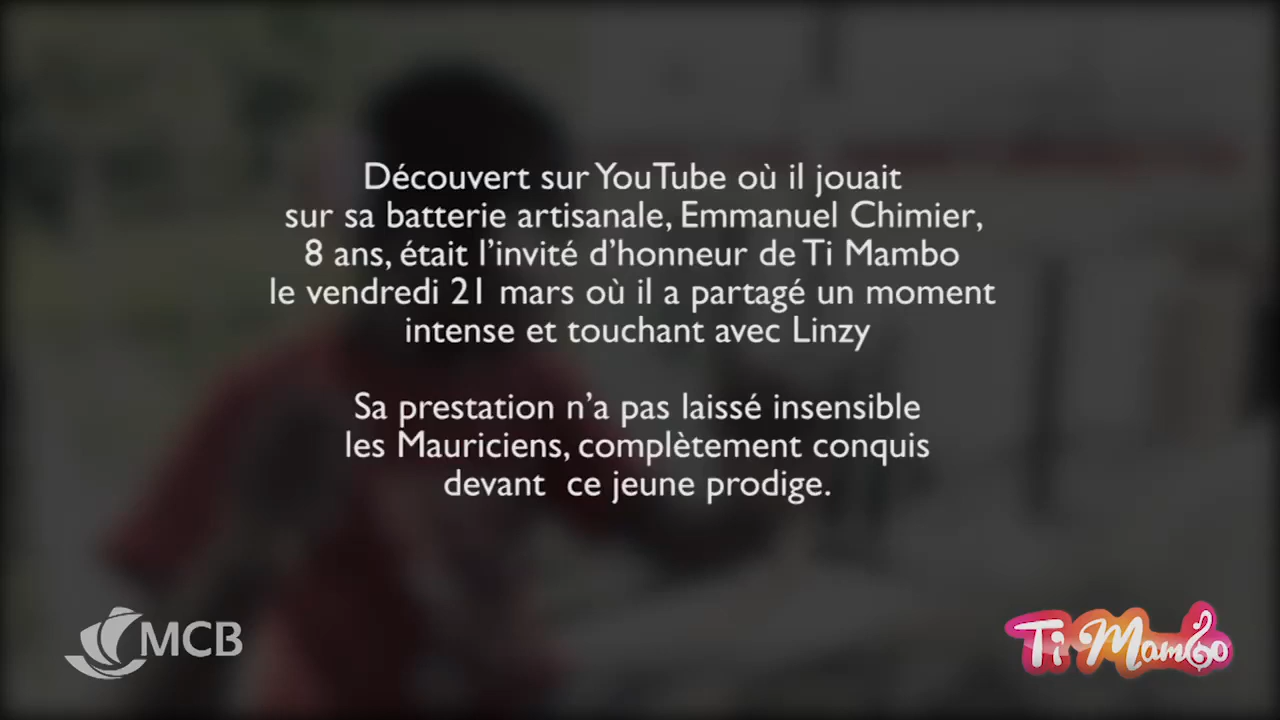 Découvert sur YouTube où il jouait
sur sa batterie artisanale, Emmanuel Chimier,
8 ans, était l’invité d’honneur de Ti Mambo
le vendredi 21 mars où il a partagé un moment
intense et touchant avec Linzy
Sa prestation n’a pas laissé insensible
les Mauriciens, complètement conquis
devant  ce jeune prodige.
MCB
Ti Mambo